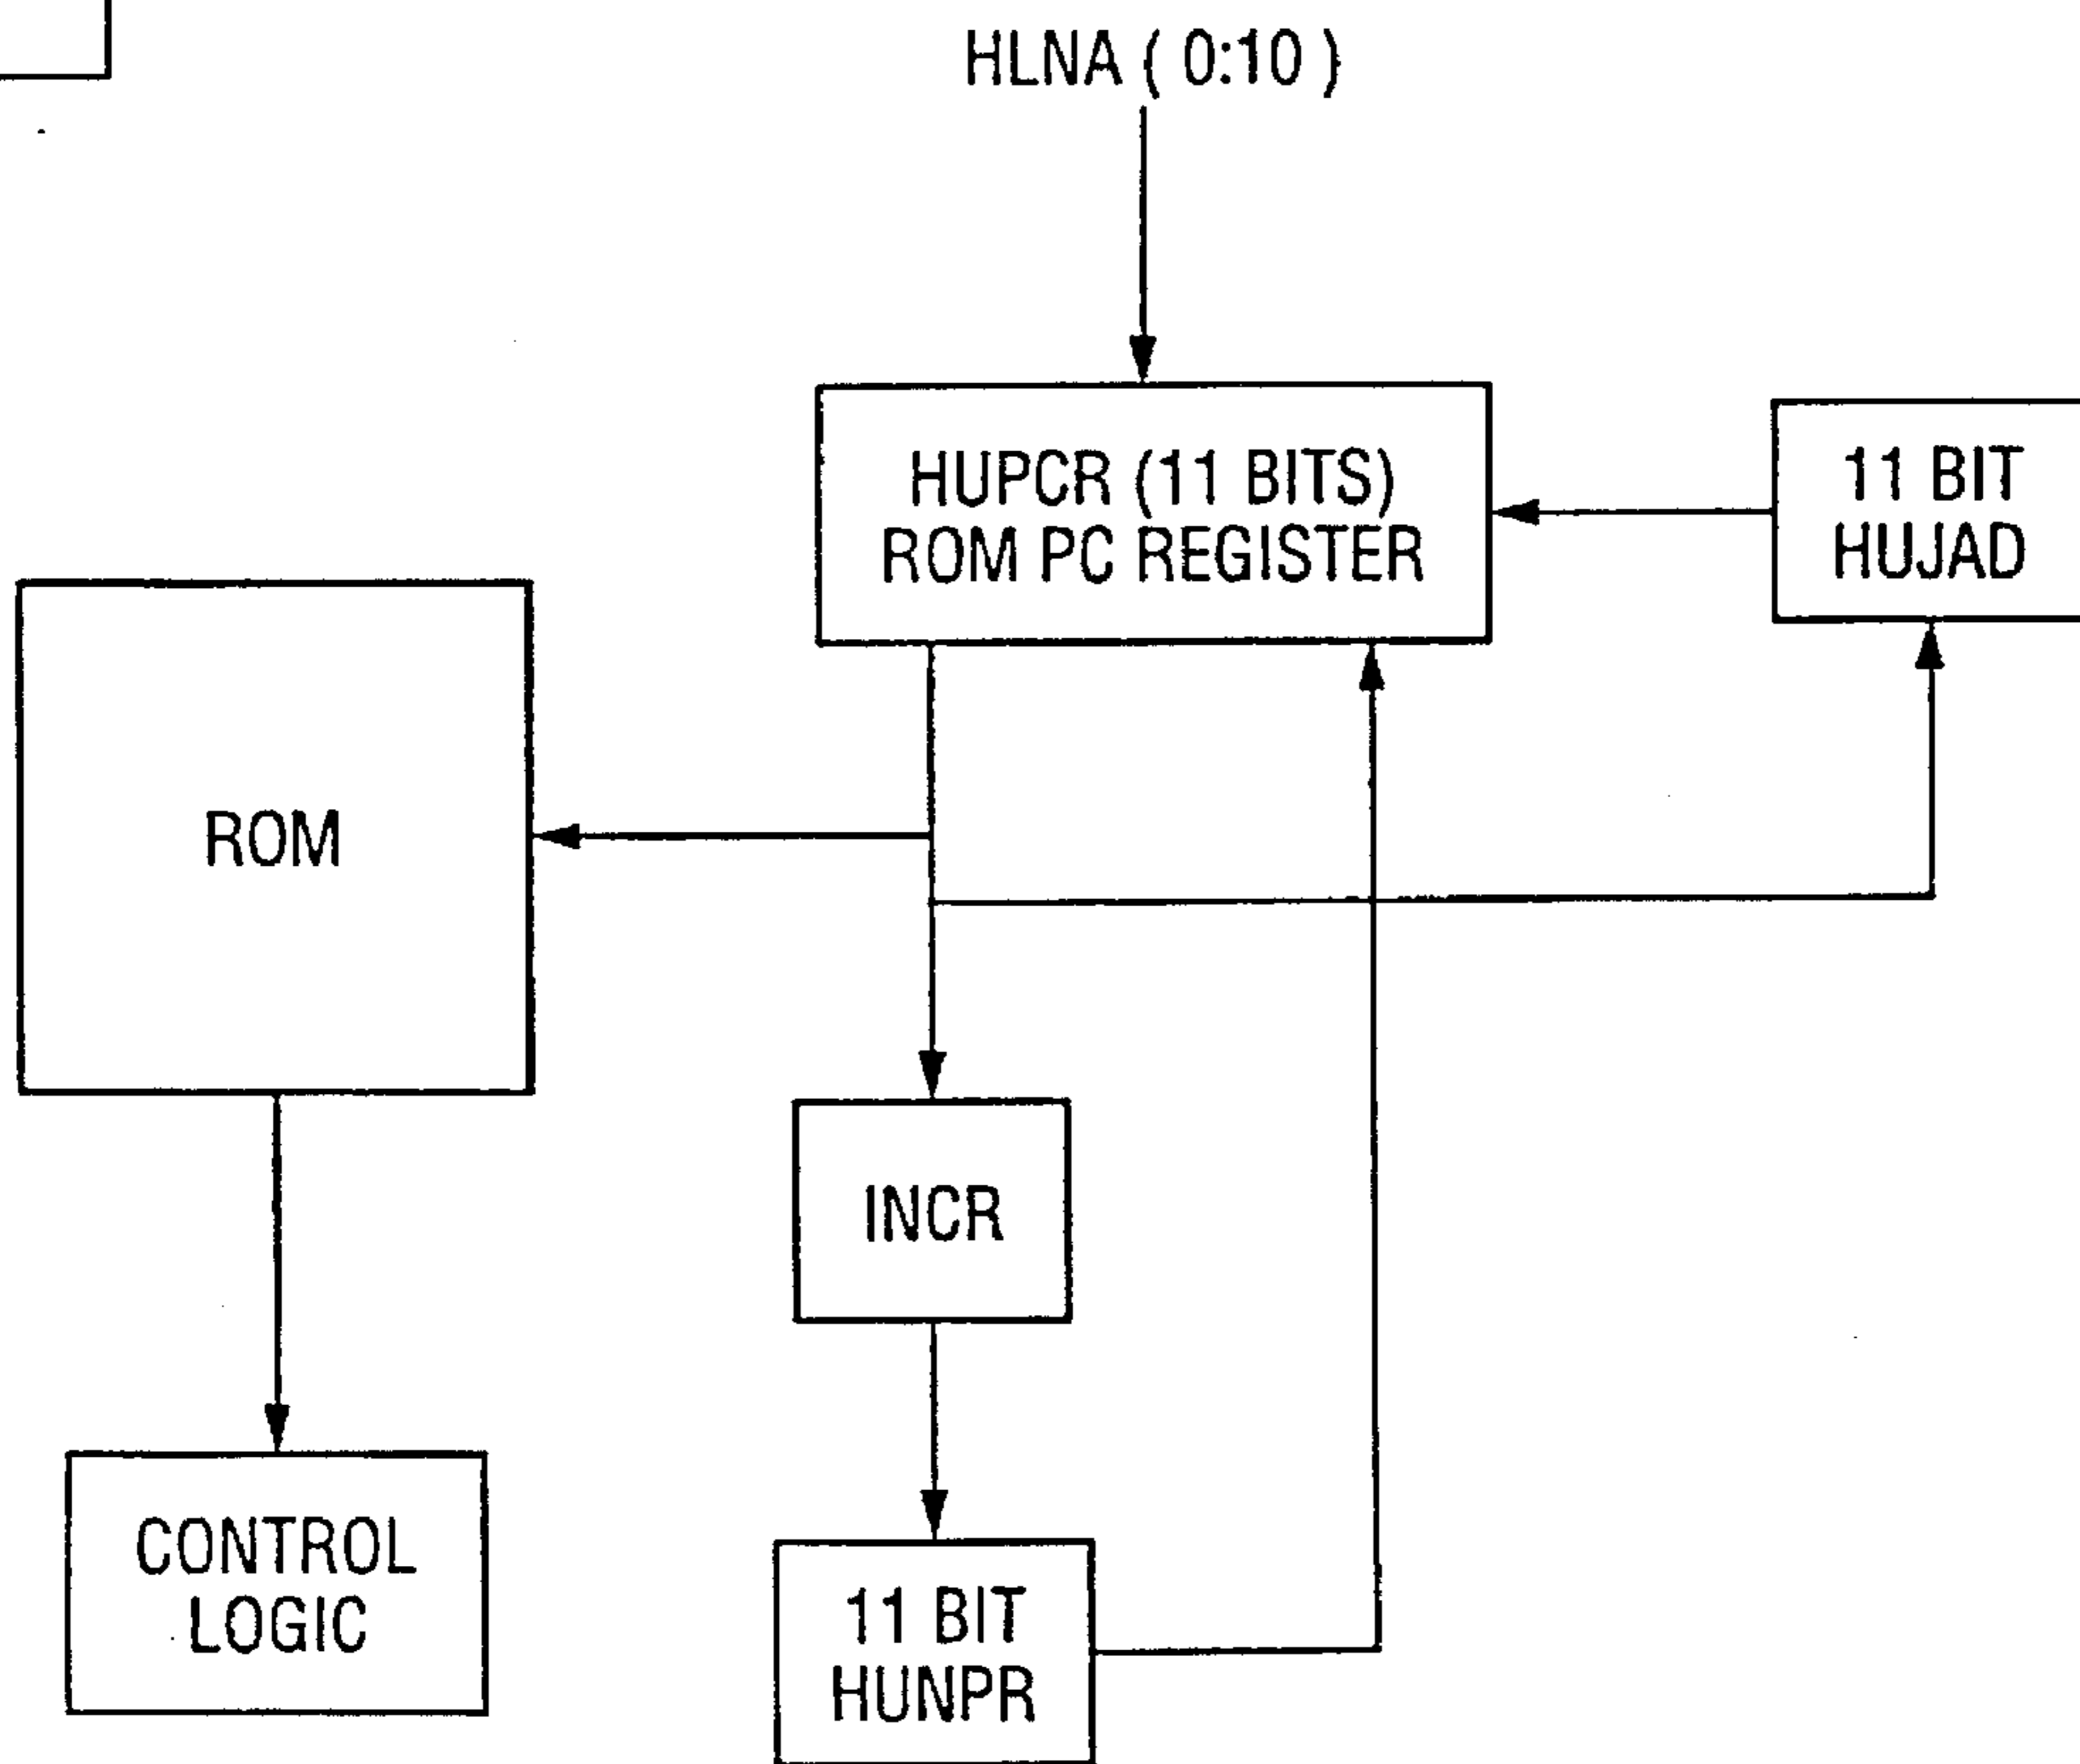 HLNA ( 0:10 )
HUPCR (11 BITS)
ROM PC REGISTER
11 BIT
HUJAD
ROM
INCR
CONTROL
LOGIC
11 BIT
HUNPR